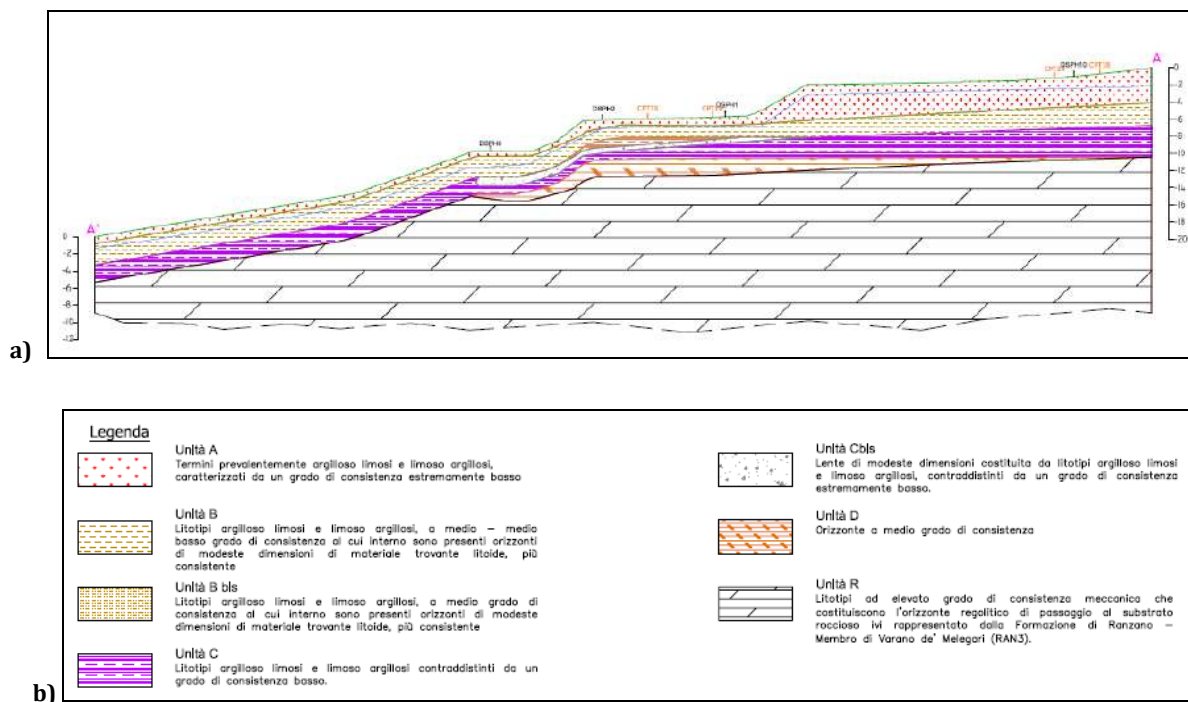 A
0
-2
-4
-6
-8
-10
-12
-14
-16
-18
-20
A'
0
-2
-4
-6
-8
-10
-12
a)
Legenda
Unità A
Termini prevalentemente argilloso limosi e limoso argillosi,
caratterizzati da un grado di consistenza estremamente basso
Unità B
Litotipi argilloso limosi e limoso argillosi, a medio – medio
basso grado di consistenza al cui interno sono presenti orizzonti
di modeste dimensioni di materiale trovante litoide, più
consistente
Unità B bis
Litotipi argilloso limosi e limoso argillosi, a medio grado di
consistenza al cui interno sono presenti orizzonti di modeste
dimensioni di materiale trovante litoide, più consistente
Unità C
Litotipi argilloso limosi e limoso argillosi contraddistinti da un
grado di consistenza basso.
Unità Cbis
Lente di modeste dimensioni costituita da litotipi argilloso limosi
e limoso argillosi, contraddistinti da un grado di consistenza
estremamente basso.
Unità D
Orizzonte a medio grado di consistenza
Unità R
Litotipi ad elevato grado di consistenza meccanica che
costituiscono l'orizzonte regolitico di passaggio al substrato
roccioso ivi rappresentato dalla Formazione di Ranzano –
Membro di Varano de' Melegari (RAN3).
b)